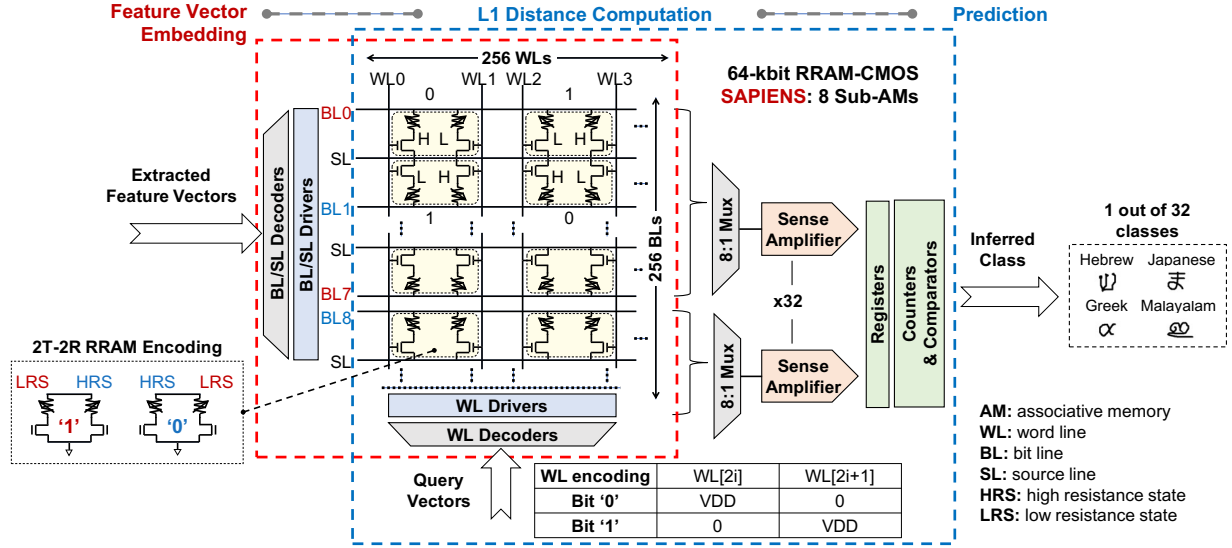 Feature Vector
Embedding
L1 Distance Computation
Prediction
256 WLs
WL0
WL1
WL2
WL3
64-kbit RRAM-CMOS
SAPIENS: 8 Sub-AMs
0
1
BL0
H L
L H
SL
L H
H L
BL1
1
0
SL
BL7
BL8
SL
256 BLs
Extracted
Feature Vectors
BL/SL Decoders
BL/SL Drivers
8:1 Mux
Sense
Amplifier
x32
8:1 Mux
Sense
Amplifier
Registers
Counters
& Comparators
Inferred
Class
1 out of 32
classes
Hebrew
Japanese
Greek
Malayalam
α
2T-2R RRAM Encoding
LRS
HRS
HRS
LRS
‘1’
‘0’
WL Drivers
WL Decoders
Query
Vectors
WL encoding WL[2i] WL[2i+1]
Bit ‘0’ VDD 0
Bit ‘1’ 0 VDD
AM: associative memory
WL: word line
BL: bit line
SL: source line
HRS: high resistance state
LRS: low resistance state